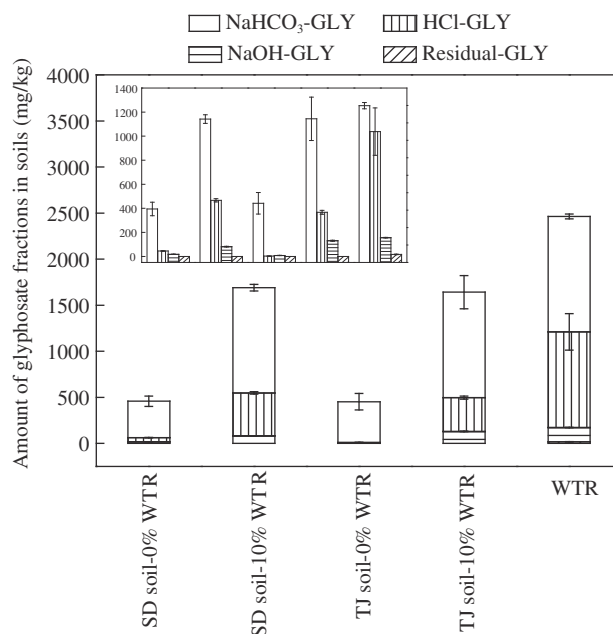 NaHCO₃-GLY HCl-GLY
NaOH-GLY Residual-GLY
Amount of glyphosate fractions in soils (mg/kg)
4000
3500
3000
2500
2000
1500
1000
500
0
1400
1200
1000
800
600
400
200
0
SD soil-0% WTR
SD soil-10% WTR
TJ soil-0% WTR
TJ soil-10% WTR
WTR